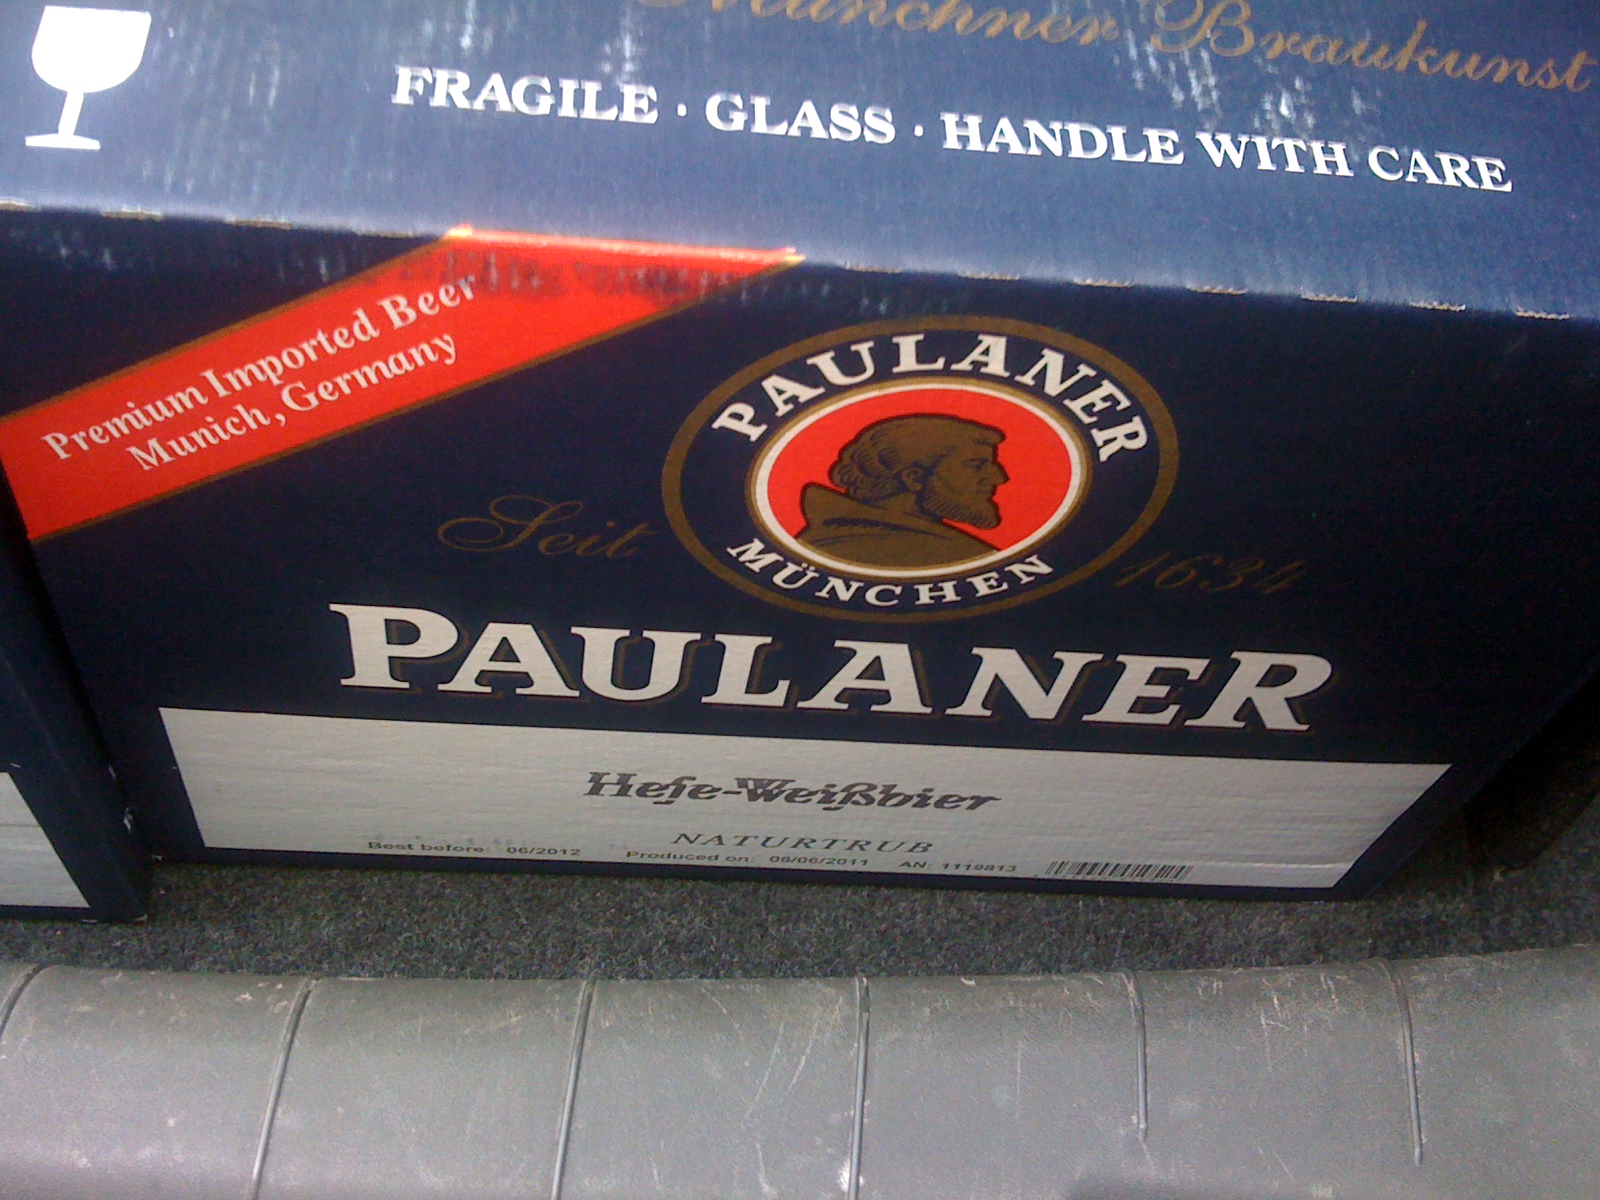 Münchner Braukunst
FRAGILE · GLASS · HANDLE WITH CARE
Premium Imported Beer
Munich, Germany
PAULANER
MÜNCHEN
Seit 1634
PAULANER
Hefe-Weißbier
NATURTRUB
Best before: 06/2012 Produced on: 06/06/2011 AN: 1119813